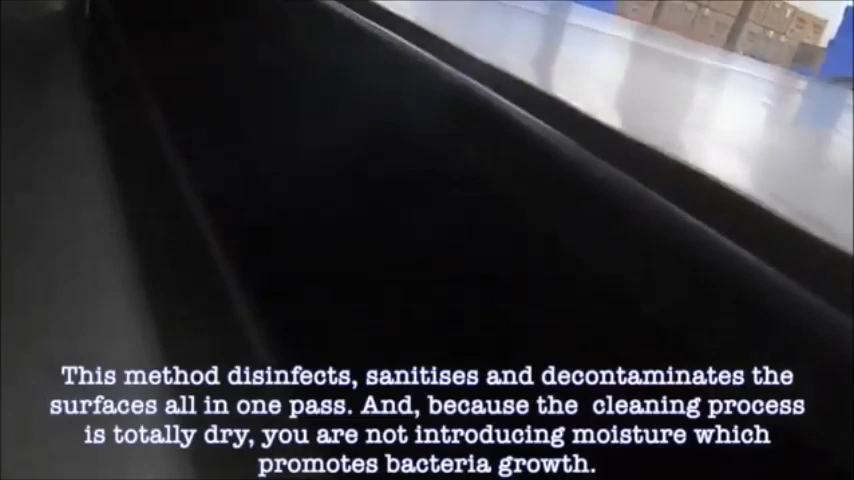 This method disinfects, sanitises and decontaminates the
surfaces all in one pass. And, because the cleaning process
is totally dry, you are not introducing moisture which
promotes bacteria growth.